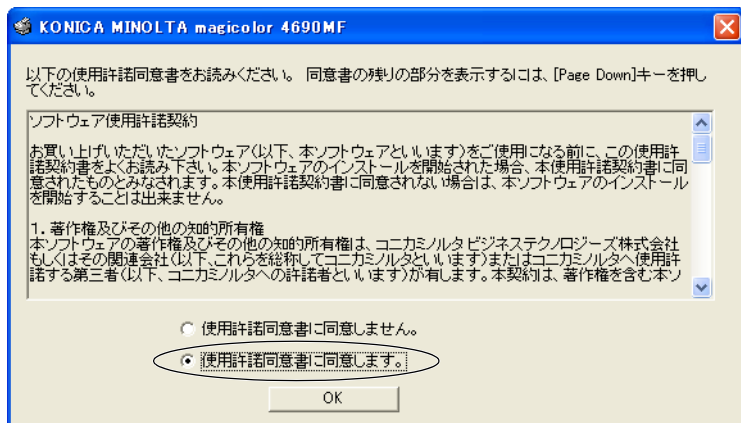 KONICA MINOLTA magicolor 4690MF
以下の使用許諾同意書をお読みください。 同意書の残りの部分を表示するには、[Page Down]キーを押し
てください。
ソフトウェア使用許諾契約
お買い上げいただいたソフトウェア(以下、本ソフトウェアといいます)をご使用になる前に、この使用許
諾契約書をよくお読み下さい。本ソフトウェアのインストールを開始された場合、本使用許諾契約書に同
意されたものとみなされます。本使用許諾契約書に同意されない場合は、本ソフトウェアのインストール
を開始することは出来ません。
1. 著作権及びその他の知的所有権
本ソフトウェアの著作権及びその他の知的所有権は、コニカミノルタビジネステクノロジーズ株式会社
もしくはその関連会社(以下、これらを総称してコニカミノルタといいます)またはコニカミノルタへ使用許
諾する第三者(以下、コニカミノルタへの許諾者といいます)が有します。本契約は、著作権を含む本ソ
使用許諾同意書に同意しません。
使用許諾同意書に同意します。
OK